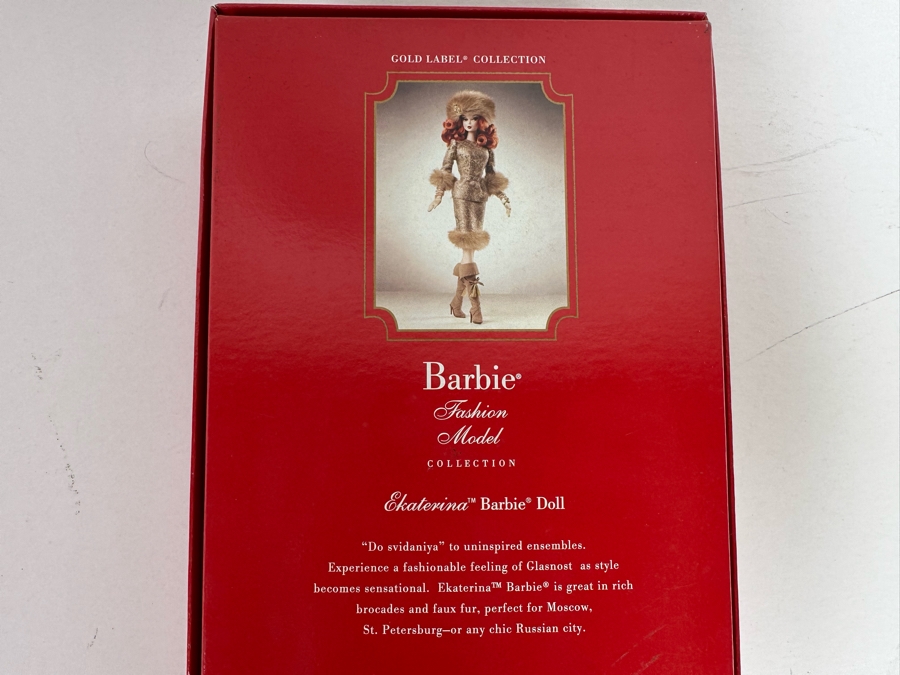 GOLD LABEL® COLLECTION
Barbie®
Fashion
Model
COLLECTION
Ekaterina™ Barbie® Doll
“Do svidaniya” to uninspired ensembles.
Experience a fashionable feeling of Glasnost as style
becomes sensational. Ekaterina™ Barbie® is great in rich
brocades and faux fur, perfect for Moscow,
St. Petersburg–or any chic Russian city.